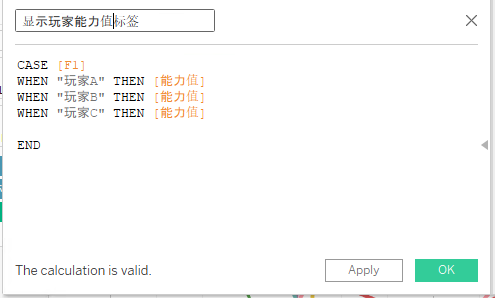 显示玩家能力值标签
CASE [F1]
WHEN "玩家A" THEN [能力值]
WHEN "玩家B" THEN [能力值]
WHEN "玩家C" THEN [能力值]
END
The calculation is valid.
Apply
OK